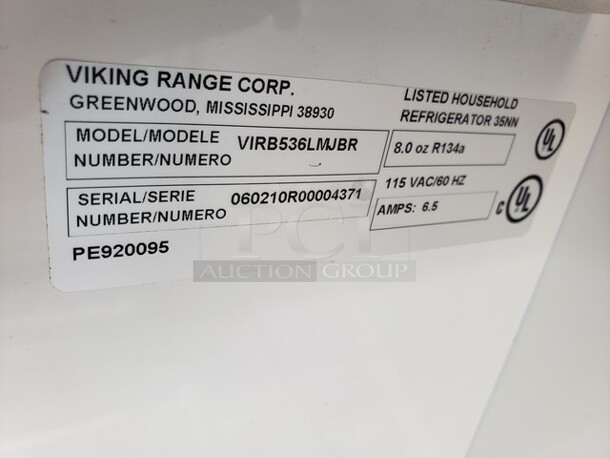 VIKING RANGE CORP.
GREENWOOD, MISSISSIPPI 38930
LISTED HOUSEHOLD
REFRIGERATOR 35NN
MODEL/MODELE
NUMBER/NUMERO
VIRB536LMJBR
8.0 oz R134a
UL
SERIAL/SERIE
NUMBER/NUMERO
060210R00004371
115 VAC/60 HZ
AMPS: 6.5
C UL
PE920095
PCI
AUCTION GROUP